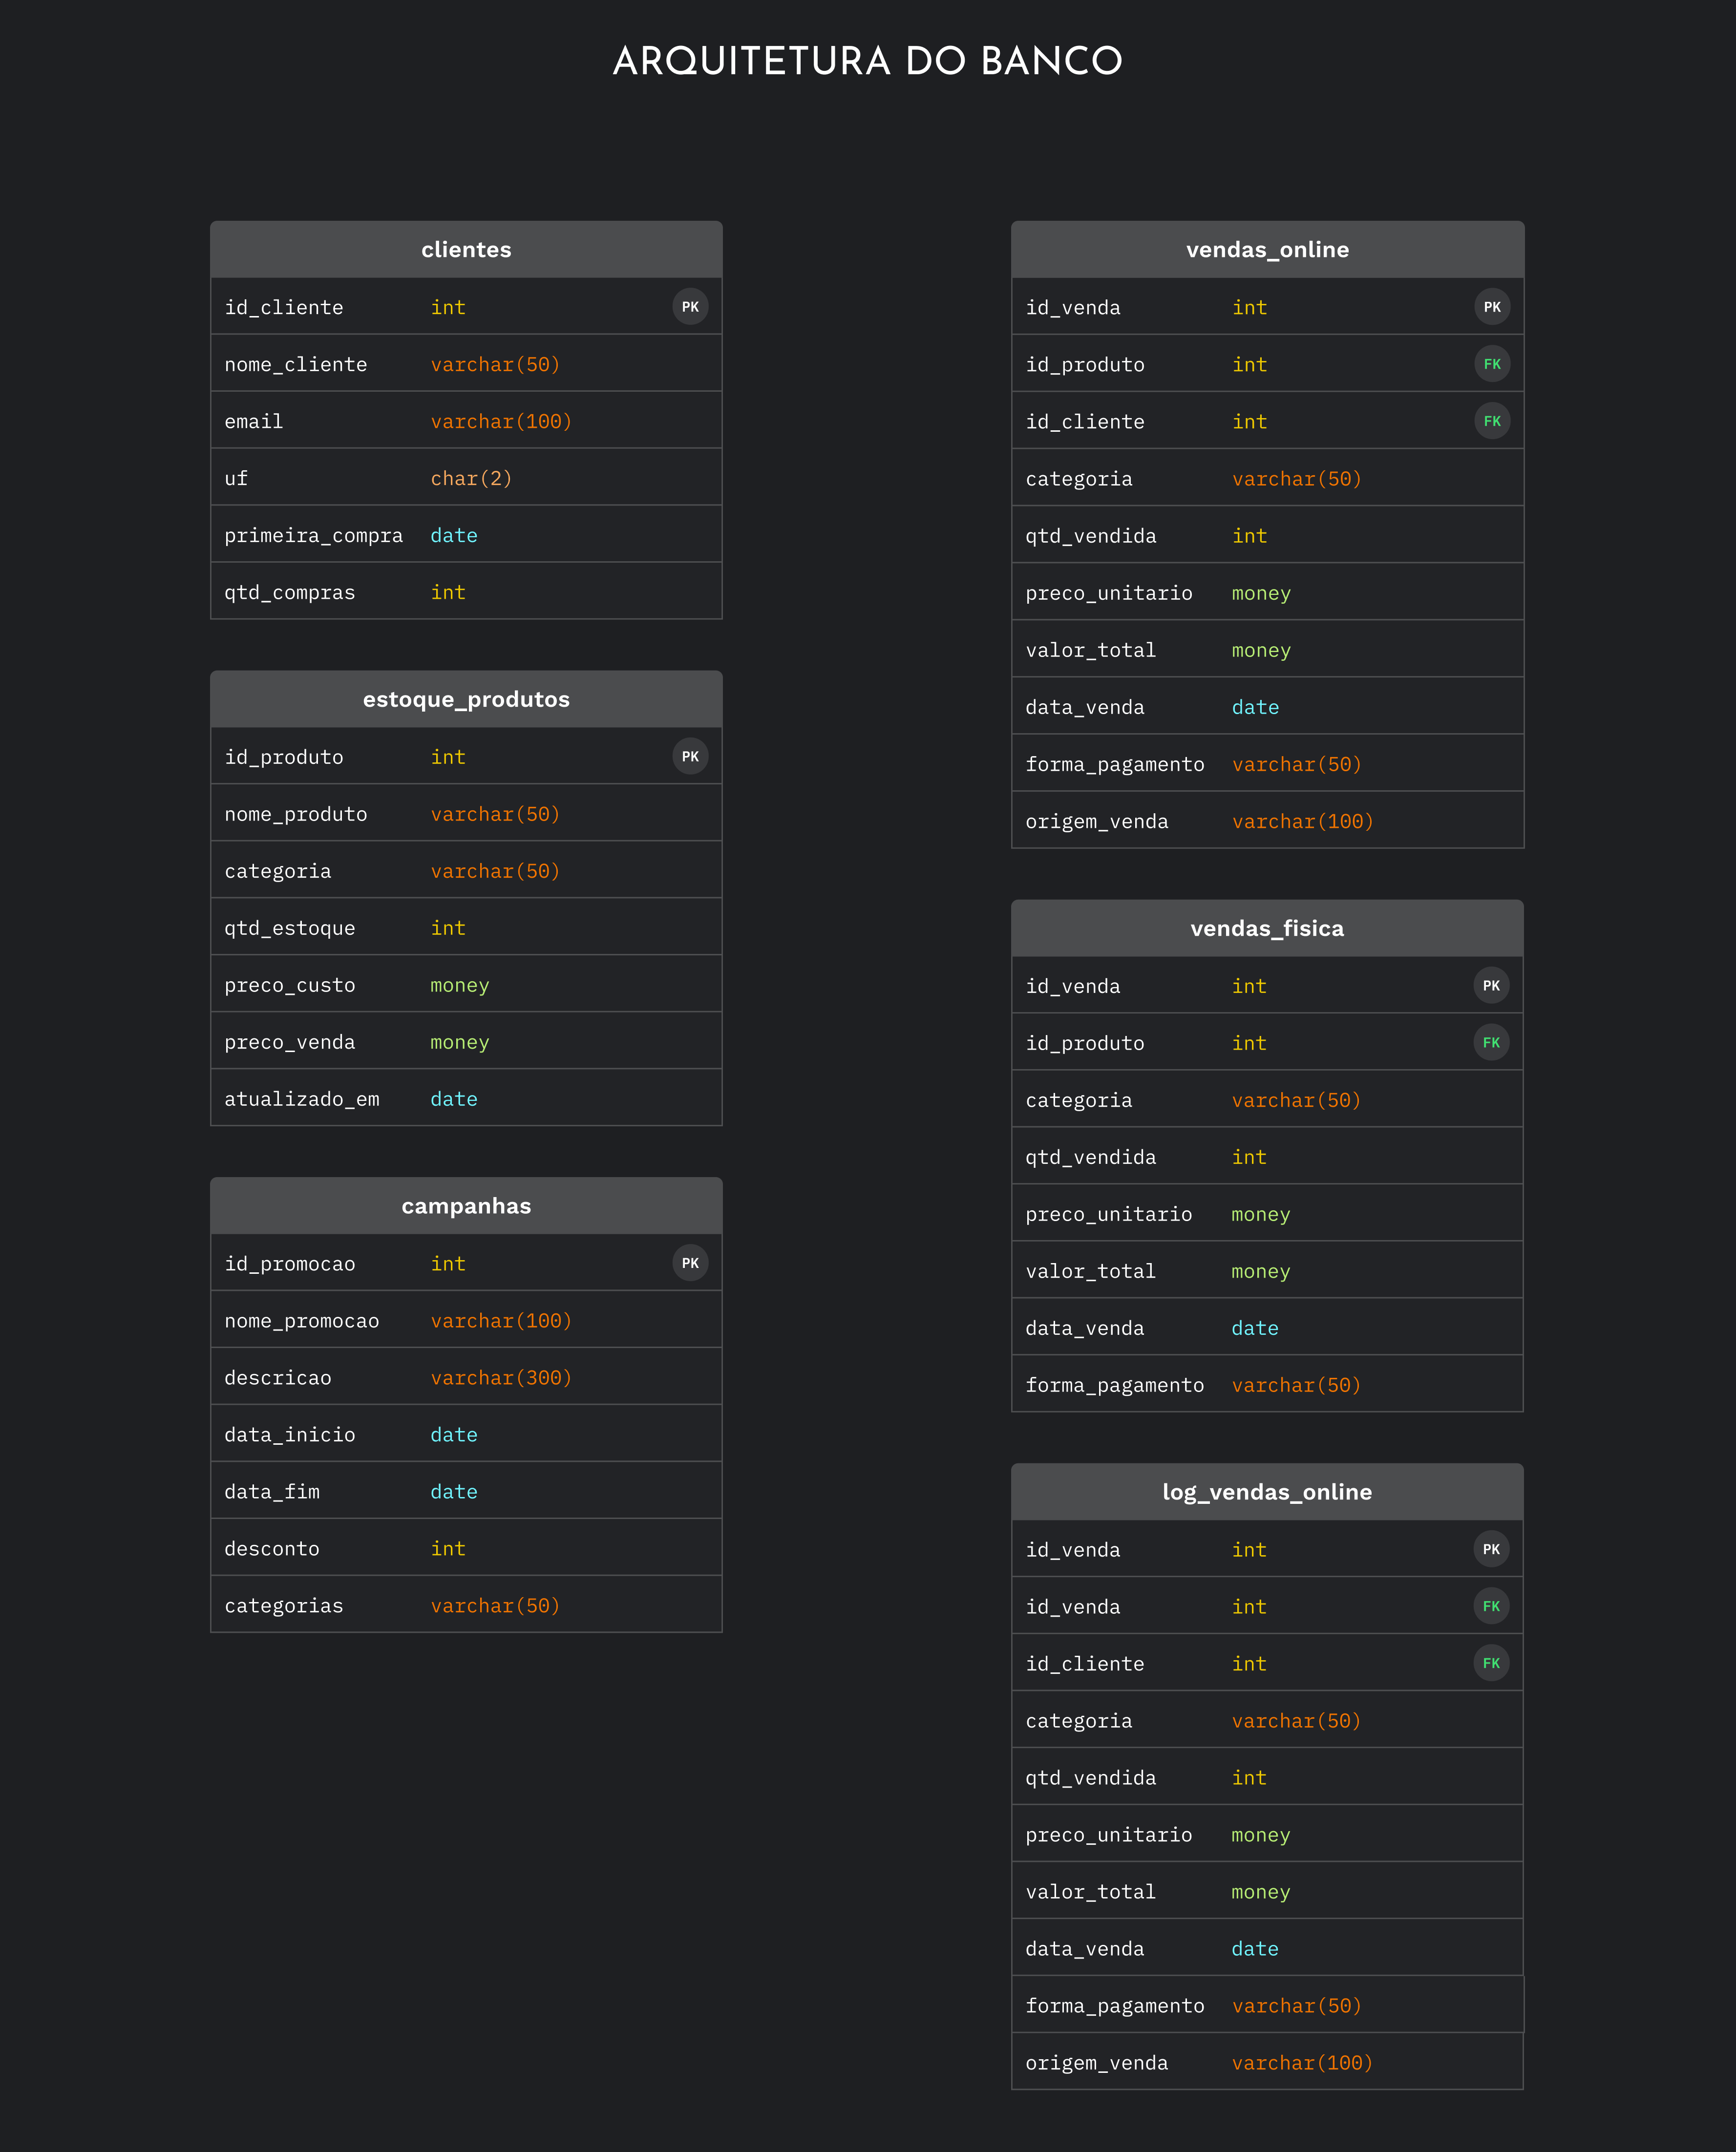 ARQUITETURA DO BANCO
clientes
id_cliente int PK
nome_cliente varchar(50)
email varchar(100)
uf char(2)
primeira_compra date
qtd_compras int
estoque_produtos
id_produto int PK
nome_produto varchar(50)
categoria varchar(50)
qtd_estoque int
preco_custo money
preco_venda money
atualizado_em date
campanhas
id_promocao int PK
nome_promocao varchar(100)
descricao varchar(300)
data_inicio date
data_fim date
desconto int
categorias varchar(50)
vendas_online
id_venda int PK
id_produto int FK
id_cliente int FK
categoria varchar(50)
qtd_vendida int
preco_unitario money
valor_total money
data_venda date
forma_pagamento varchar(50)
origem_venda varchar(100)
vendas_fisica
id_venda int PK
id_produto int FK
categoria varchar(50)
qtd_vendida int
preco_unitario money
valor_total money
data_venda date
forma_pagamento varchar(50)
log_vendas_online
id_venda int PK
id_venda int FK
id_cliente int FK
categoria varchar(50)
qtd_vendida int
preco_unitario money
valor_total money
data_venda date
forma_pagamento varchar(50)
origem_venda varchar(100)